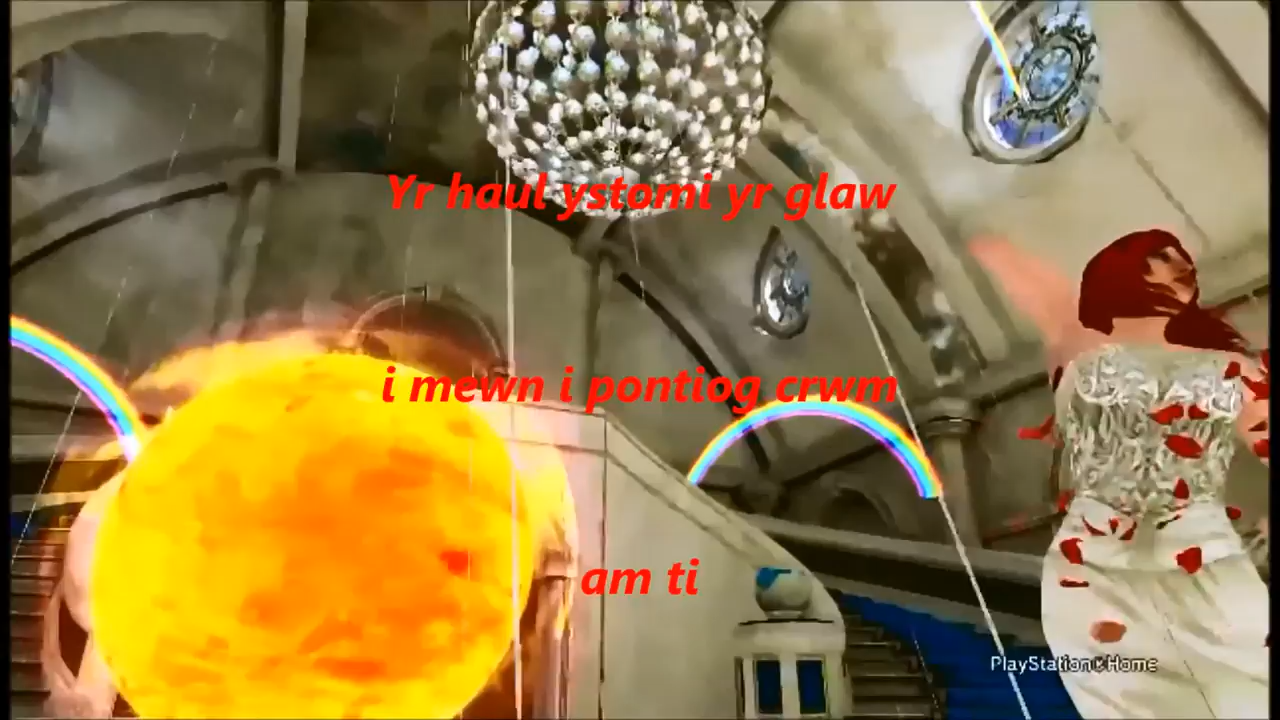 Yr haul ystomi yr glaw
i mewn i pontiog crwm
am ti
PlayStation®Home